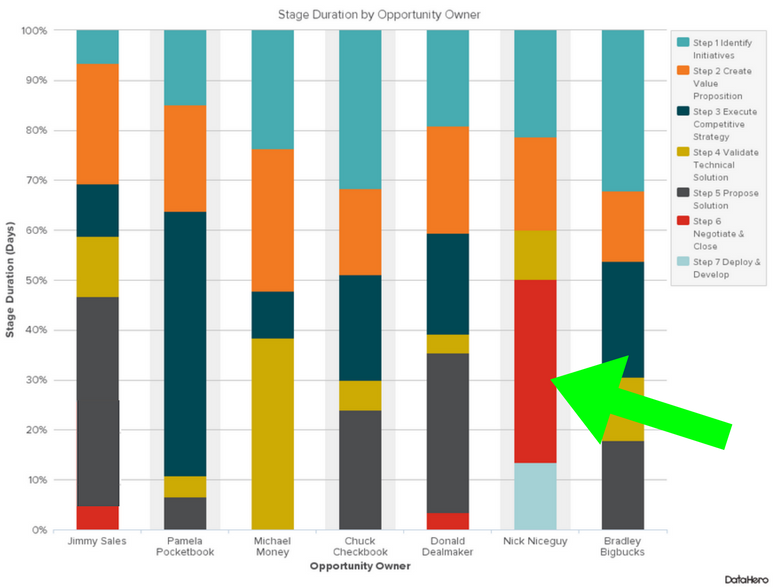 Stage Duration by Opportunity Owner
100%
90%
80%
70%
60%
50%
40%
30%
20%
10%
0%
Stage Duration (Days)
Jimmy Sales
Pamela
Pocketbook
Michael
Money
Chuck
Checkbook
Donald
Dealmaker
Nick Niceguy
Bradley
Bigbucks
Opportunity Owner
Step 1 Identify
Initiatives
Step 2 Create
Value
Proposition
Step 3 Execute
Competitive
Strategy
Step 4 Validate
Technical
Solution
Step 5 Propose
Solution
Step 6
Negotiate &
Close
Step 7 Deploy &
Develop
DataHero